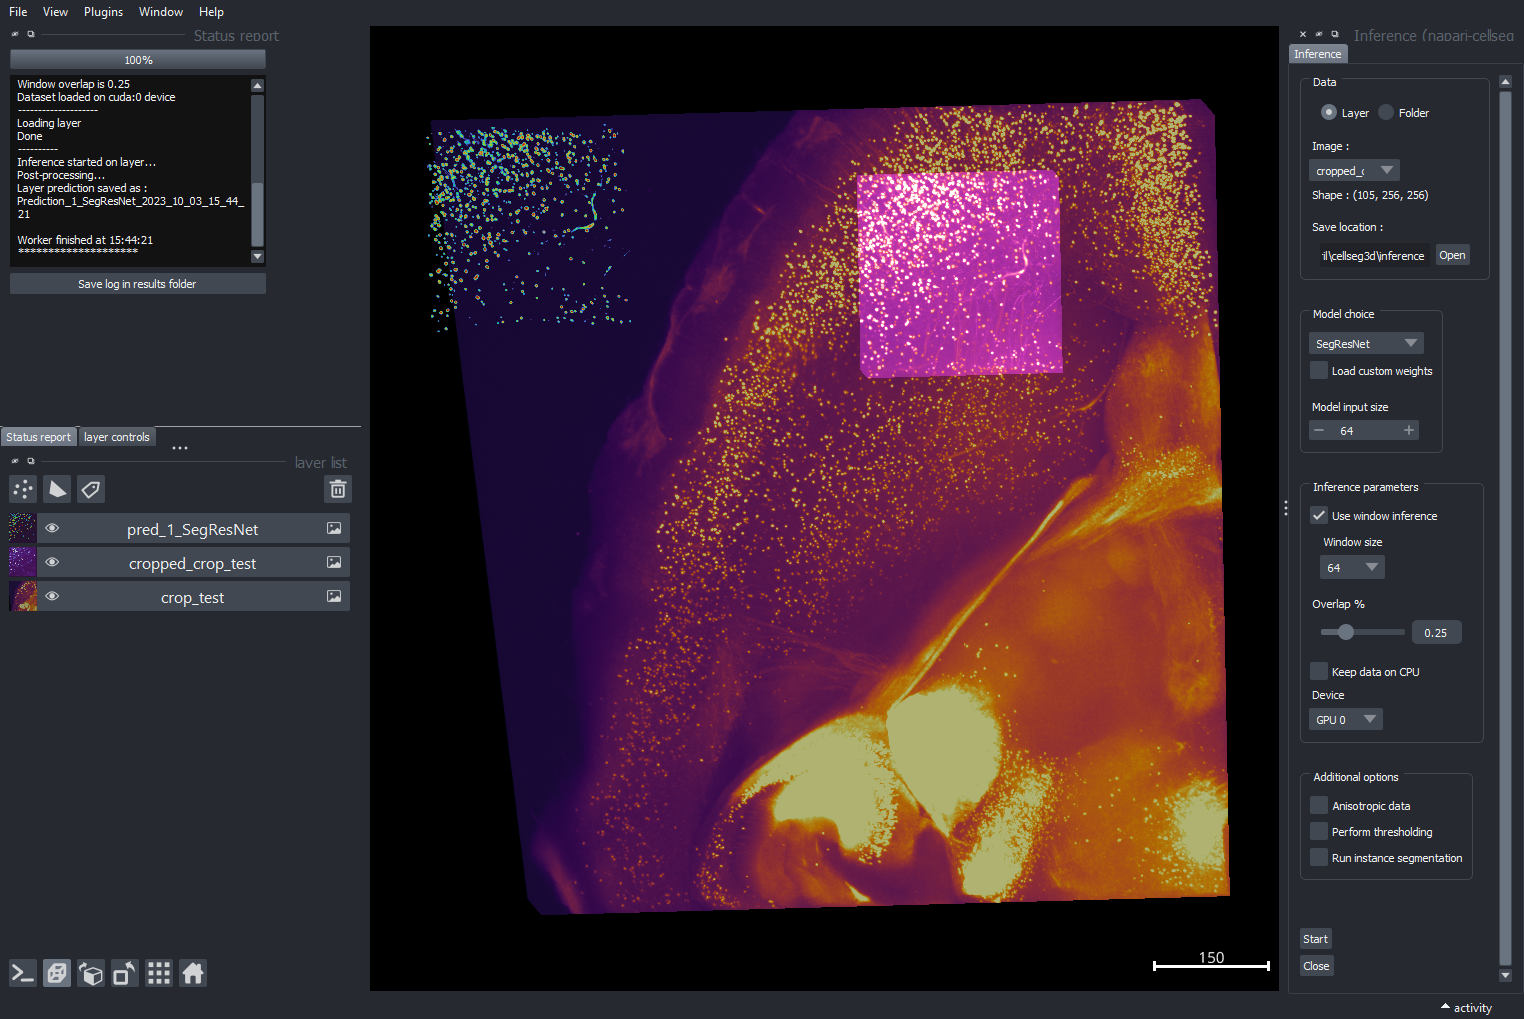 File View Plugins Window Help
Status report
100%
Window overlap is 0.25
Dataset loaded on cuda:0 device
--------------------
Loading layer
Done
----------
Inference started on layer...
Post-processing...
Layer prediction saved as :
Prediction_1_SegResNet_2023_10_03_15_44_
21
Worker finished at 15:44:21
********************
Save log in results folder
Status report layer controls
layer list
pred_1_SegResNet
cropped_crop_test
crop_test
150
Inference (napari-cellseg
Inference
Data
Layer Folder
Image :
cropped_c
Shape : (105, 256, 256)
Save location :
il\cellseg3d\inference Open
Model choice
SegResNet
Load custom weights
Model input size
64
Inference parameters
Use window inference
Window size
64
Overlap %
0.25
Keep data on CPU
Device
GPU 0
Additional options
Anisotropic data
Perform thresholding
Run instance segmentation
Start
Close
activity